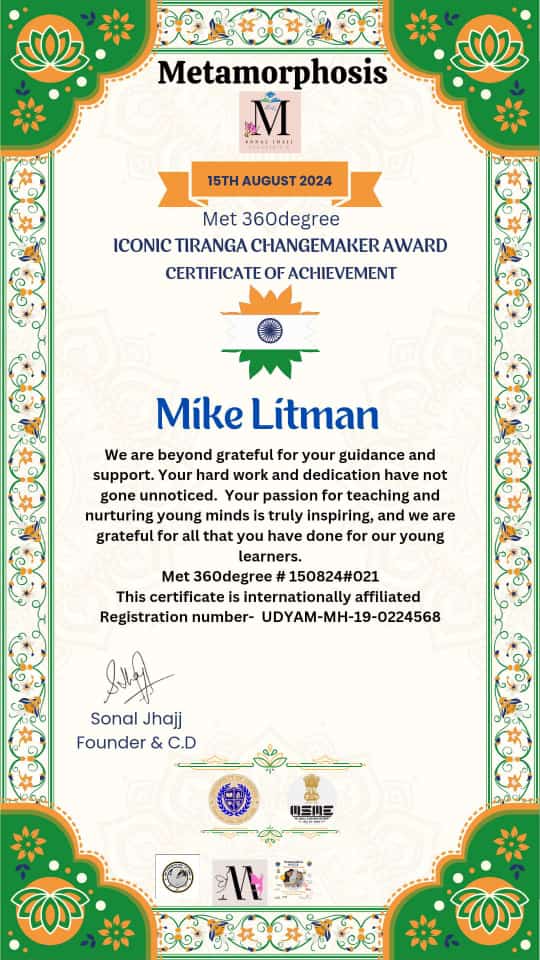 Metamorphosis
M
SONAL JHAJJ
15TH AUGUST 2024
Met 360degree
ICONIC TIRANGA CHANGEMAKER AWARD
CERTIFICATE OF ACHIEVEMENT
Mike Litman
We are beyond grateful for your guidance and
support. Your hard work and dedication have not
gone unnoticed. Your passion for teaching and
nurturing young minds is truly inspiring, and we are
grateful for all that you have done for our young
learners.
Met 360degree # 150824#021
This certificate is internationally affiliated
Registration number- UDYAM-MH-19-0224568
Sonal Jhajj
Founder & C.D
MSME
M